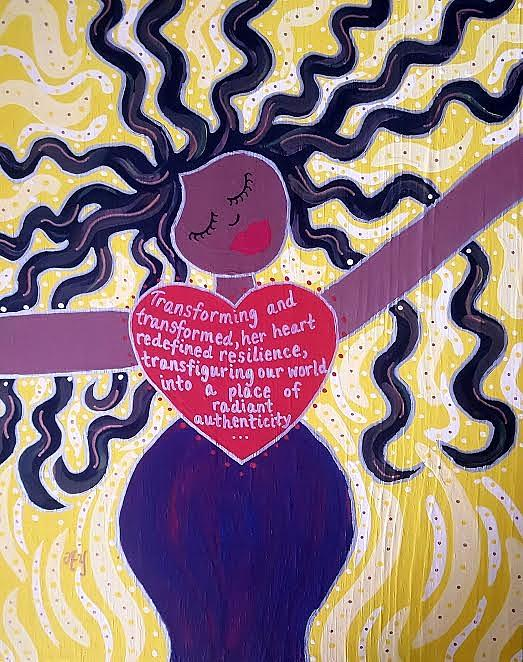 Transforming and
transformed, her heart
redefined resilience,
transfiguring our world
into a place of
radiant
authenticity
...